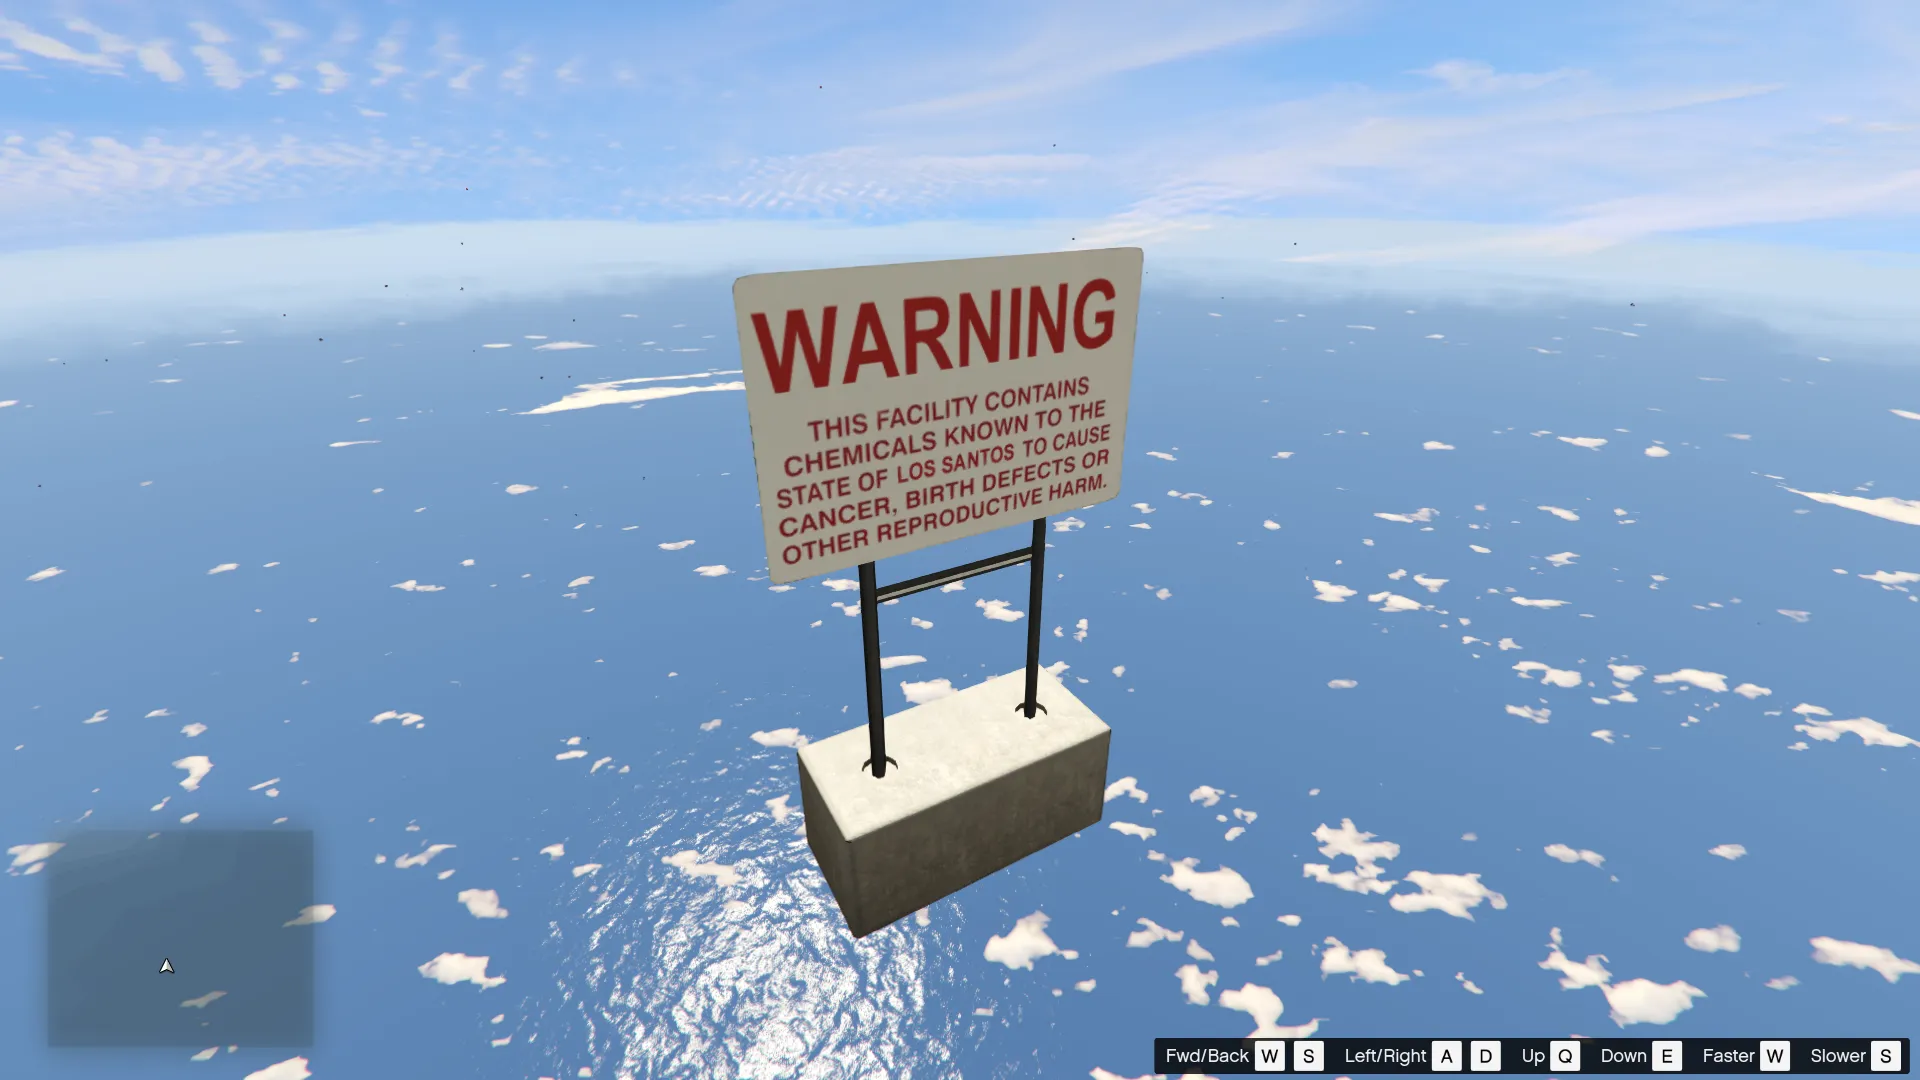 WARNING
THIS FACILITY CONTAINS
CHEMICALS KNOWN TO THE
STATE OF LOS SANTOS TO CAUSE
CANCER, BIRTH DEFECTS OR
OTHER REPRODUCTIVE HARM.
Fwd/Back W S Left/Right A D Up Q Down E Faster W Slower S